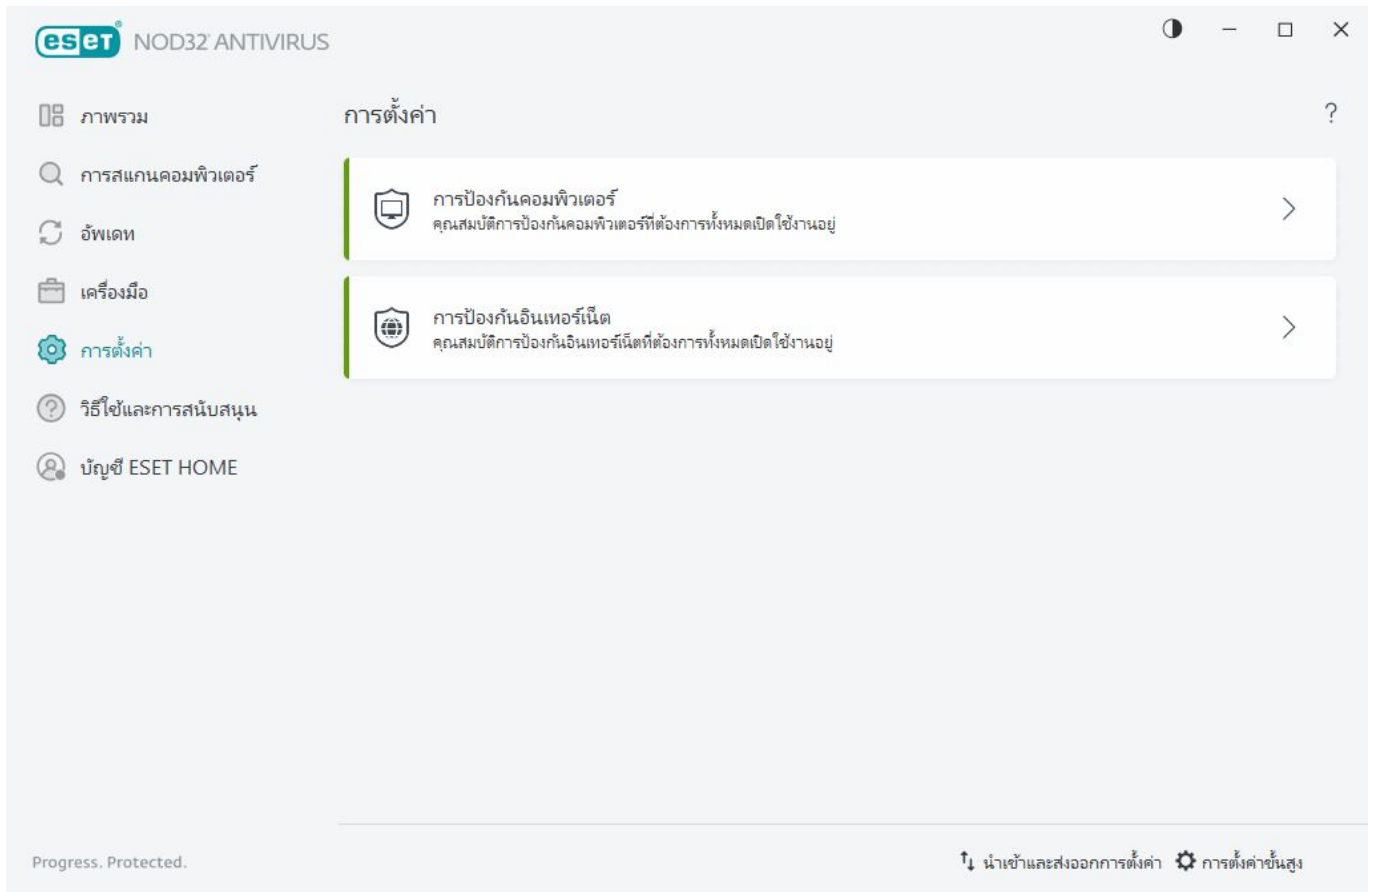 eset® NOD32® ANTIVIRUS
ภาพรวม
การสแกนคอมพิวเตอร์
อัพเดท
เครื่องมือ
การตั้งค่า
วิธีใช้และการสนับสนุน
บัญชี ESET HOME
การตั้งค่า
?
การป้องกันคอมพิวเตอร์
คุณสมบัติการป้องกันคอมพิวเตอร์ที่ต้องการทั้งหมดเปิดใช้งานอยู่
การป้องกันอินเทอร์เน็ต
คุณสมบัติการป้องกันอินเทอร์เน็ตที่ต้องการทั้งหมดเปิดใช้งานอยู่
Progress. Protected.
นำเข้าและส่งออกการตั้งค่า
การตั้งค่าขั้นสูง